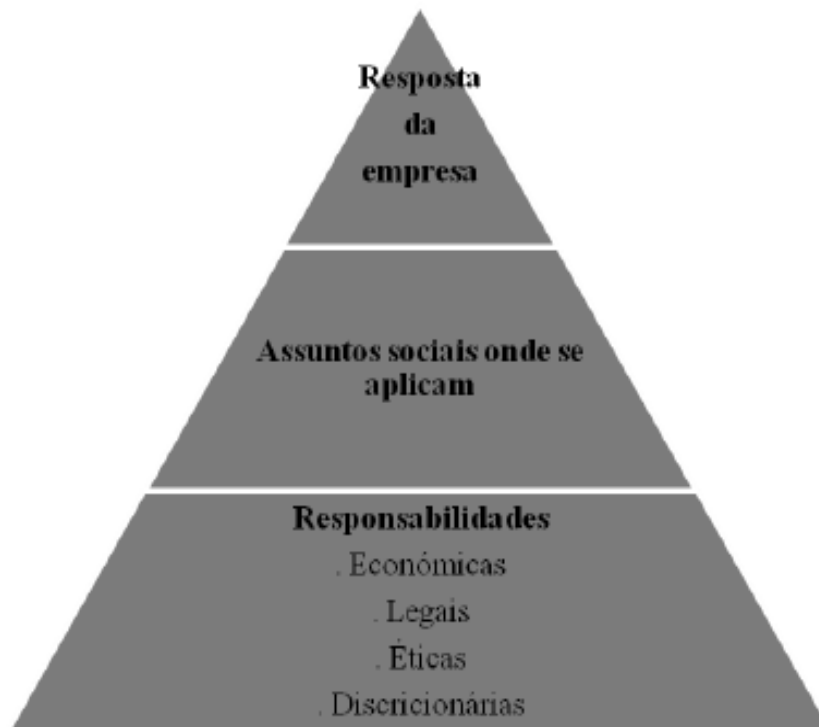 Resposta
da
empresa
Assuntos sociais onde se
aplicam
Responsabilidades
. Económicas
. Legais
. Éticas
. Discricionárias